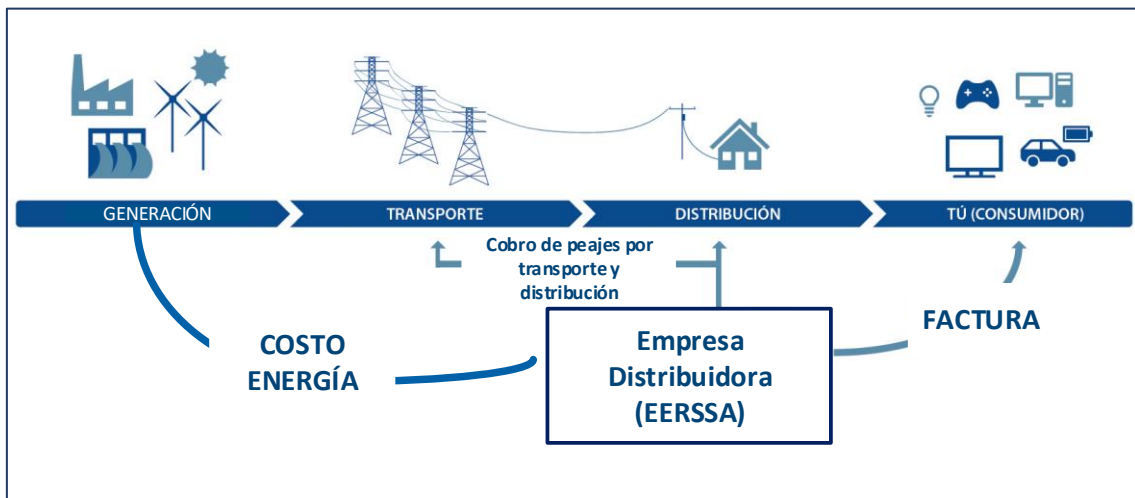 GENERACIÓN
TRANSPORTE
DISTRIBUCIÓN
TÚ (CONSUMIDOR)
Cobro de peajes por
transporte y
distribución
COSTO
ENERGÍA
Empresa
Distribuidora
(EERSSA)
FACTURA